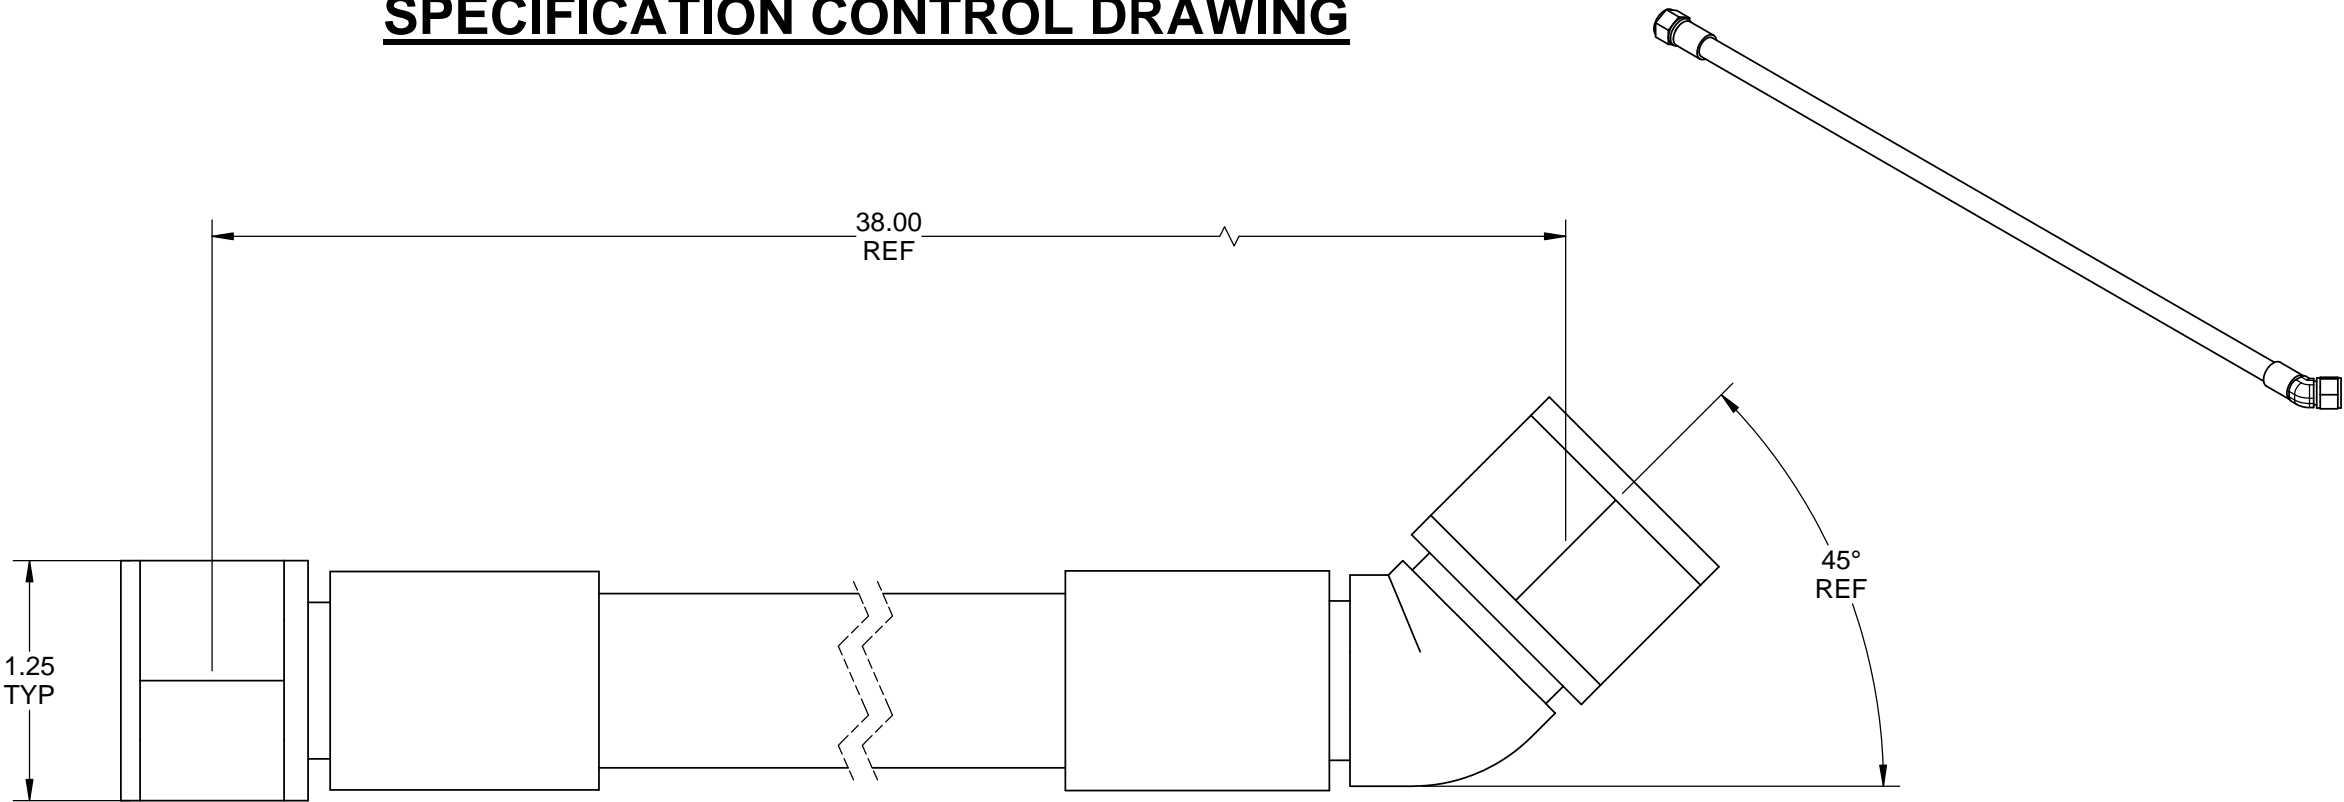 SPECIFICATION CONTROL DRAWING
38.00
REF
45°
REF
1.25
TYP